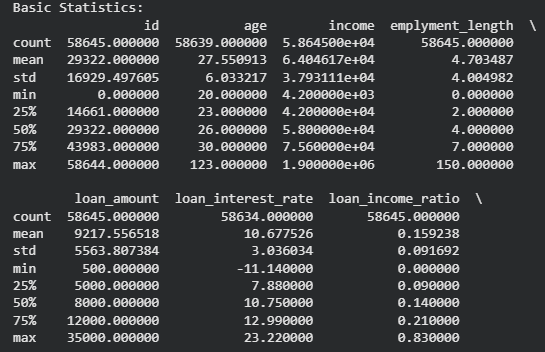 Basic Statistics:
id age income emplyment_length \
count 58645.000000 58639.000000 5.864500e+04 58645.000000
mean 29322.000000 27.550913 6.404617e+04 4.703487
std 16929.497605 6.033217 3.793111e+04 4.004982
min 0.000000 20.000000 4.200000e+03 0.000000
25% 14661.000000 23.000000 4.200000e+04 2.000000
50% 29322.000000 26.000000 5.800000e+04 4.000000
75% 43983.000000 30.000000 7.560000e+04 7.000000
max 58644.000000 123.000000 1.900000e+06 150.000000
loan_amount loan_interest_rate loan_income_ratio \
count 58645.000000 58634.000000 58645.000000
mean 9217.556518 10.677526 0.159238
std 5563.807384 3.036034 0.091692
min 500.000000 -11.140000 0.000000
25% 5000.000000 7.880000 0.090000
50% 8000.000000 10.750000 0.140000
75% 12000.000000 12.990000 0.210000
max 35000.000000 23.220000 0.830000